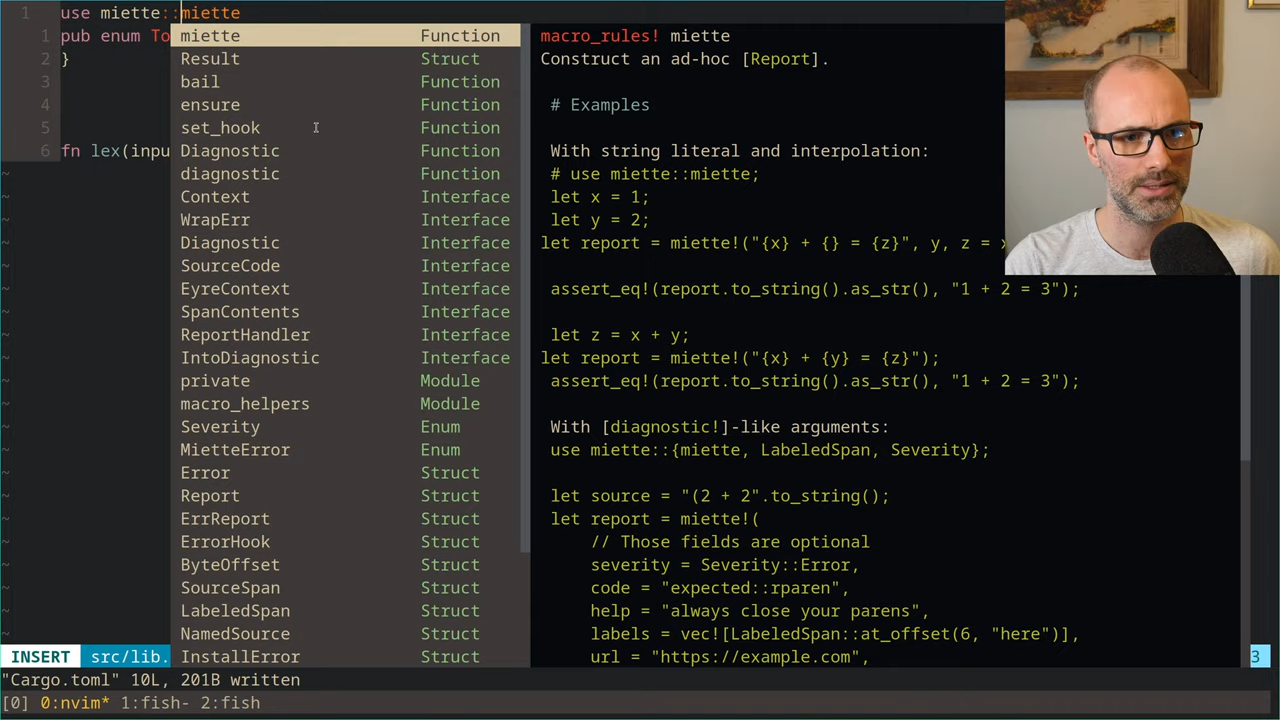 1 use miette::miette
1 pub enum To
2 }
3
4
5
6 fn lex(inpu
miette Function
Result Struct
bail Function
ensure Function
set_hook Function
Diagnostic Function
diagnostic Function
Context Interface
WrapErr Interface
Diagnostic Interface
SourceCode Interface
EyreContext Interface
SpanContents Interface
ReportHandler Interface
IntoDiagnostic Interface
private Module
macro_helpers Module
Severity Enum
MietteError Enum
Error Struct
Report Struct
ErrReport Struct
ErrorHook Struct
ByteOffset Struct
SourceSpan Struct
LabeledSpan Struct
NamedSource Struct
InstallError Struct
macro_rules! miette
Construct an ad-hoc [Report].
# Examples
With string literal and interpolation:
# use miette::miette;
let x = 1;
let y = 2;
let report = miette!("{x} + {} = {z}", y, z = x
assert_eq!(report.to_string().as_str(), "1 + 2 = 3");
let z = x + y;
let report = miette!("{x} + {y} = {z}");
assert_eq!(report.to_string().as_str(), "1 + 2 = 3");
With [diagnostic!]-like arguments:
use miette::{miette, LabeledSpan, Severity};
let source = "(2 + 2".to_string();
let report = miette!(
// Those fields are optional
severity = Severity::Error,
code = "expected::rparen",
help = "always close your parens",
labels = vec![LabeledSpan::at_offset(6, "here")],
url = "https://example.com",
INSERT src/lib. 3
"Cargo.toml" 10L, 201B written
[0] 0:nvim* 1:fish- 2:fish